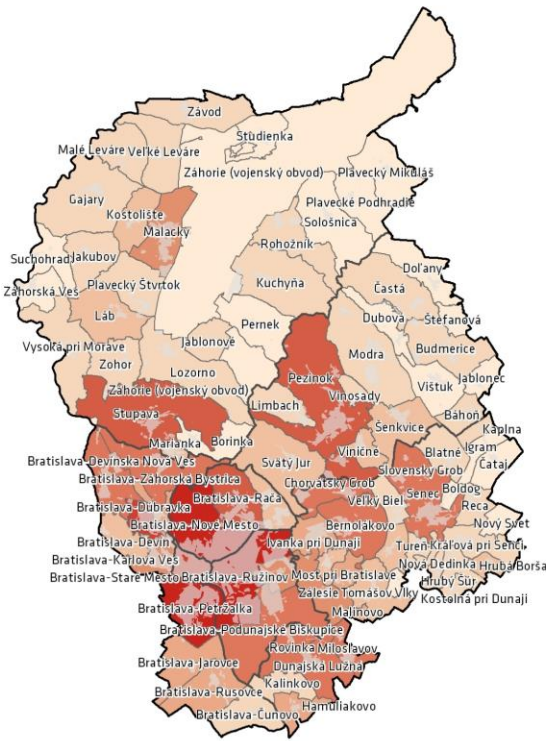 Závod
Studienka
Malé Leváre
Veľké Leváre
Záhorie (vojenský obvod)
Plavecký Mikuláš
Gajary
Kostolište
Plavecké Podhradie
Malacky
Sološnica
Rohožník
Suchohrad
Jakubov
Doľany
Záhorská Ves
Plavecký Štvrtok
Kuchyňa
Častá
Láb
Dubová
Štefanová
Pernek
Vysoká pri Morave
Jablonové
Budmerice
Zohor
Modra
Lozorno
Pezinok
Vištuk
Jablonec
Záhorie (vojenský obvod)
Vinosady
Stupava
Limbach
Báhoň
Šenkvice
Kaplna
Marianka
Borinka
Viničné
Blatné
Igram
Bratislava-Devínska Nova Ves
Svätý Jur
Slovenský Grob
Čataj
Bratislava-Záhorská Bystrica
Chorvátsky Grob
Senec
Boldog
Bratislava-Dúbravka
Bratislava-Rača
Veľký Biel
Reca
Bratislava-Nové Mesto
Bernolákovo
Nový Svet
Bratislava-Devín
Ivanka pri Dunaji
Tureň
Kráľová pri Senci
Bratislava-Karlova Ves
Nová Dedinka
Hrubá Borša
Bratislava-Staré Mesto
Bratislava-Ružinov
Most pri Bratislave
Hrubý Šúr
Zálesie
Tomášov
Vlky
Kostolná pri Dunaji
Bratislava-Petržalka
Malinovo
Bratislava-Podunajské Biskupice
Rovinka
Miloslavov
Bratislava-Jarovce
Dunajská Lužná
Kalinkovo
Bratislava-Rusovce
Hamuliakovo
Bratislava-Čunovo